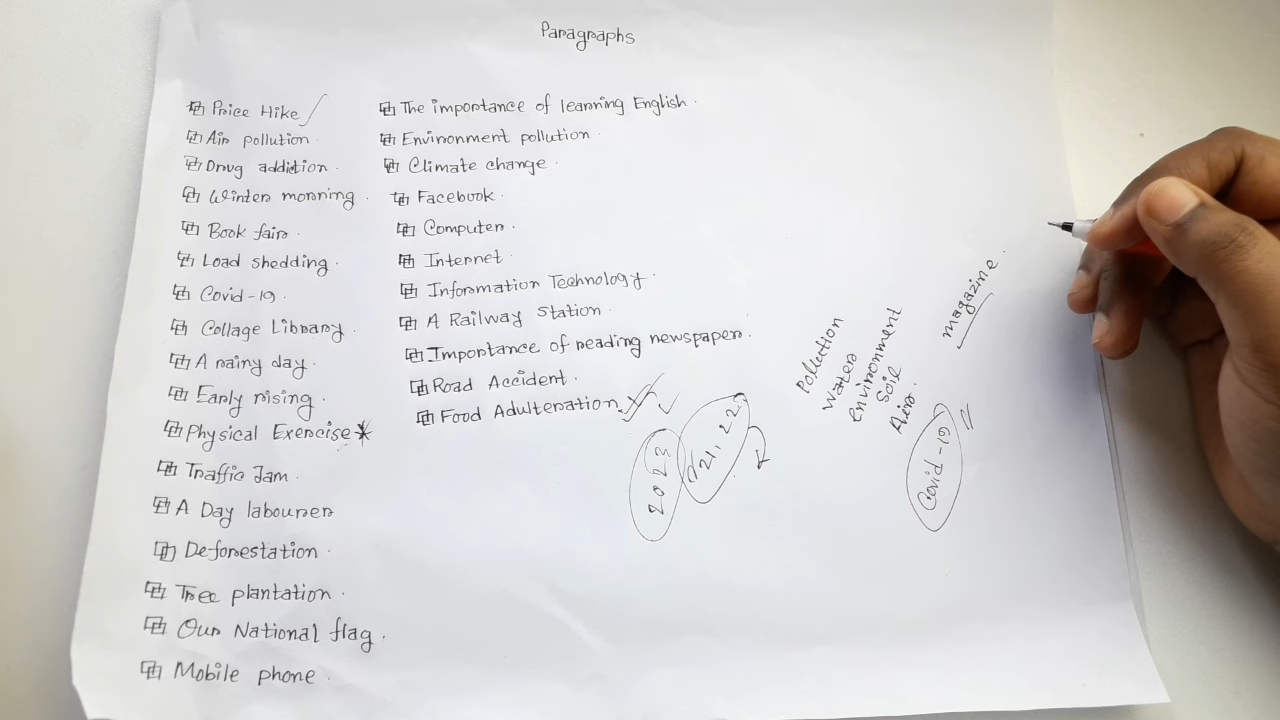 Paragraphs
Price Hike
Air pollution.
Drug addition.
Winter morning.
Book fair.
Load shedding.
Covid-19.
Collage Library.
A rainy day.
Early rising.
Physical Exercise*
Traffic Jam.
A Day labourer
Deforestation.
Tree plantation.
Our National flag.
Mobile phone.
The importance of learning English.
Environment pollution.
Climate change.
Facebook.
Computer.
Internet.
Information Technology.
A Railway station.
Importance of reading newspaper.
Road Accident.
Food Adulteration.
2023
21, 22
Pollution
Water
Environment
Soil
Air.
magazine.
Covid-19